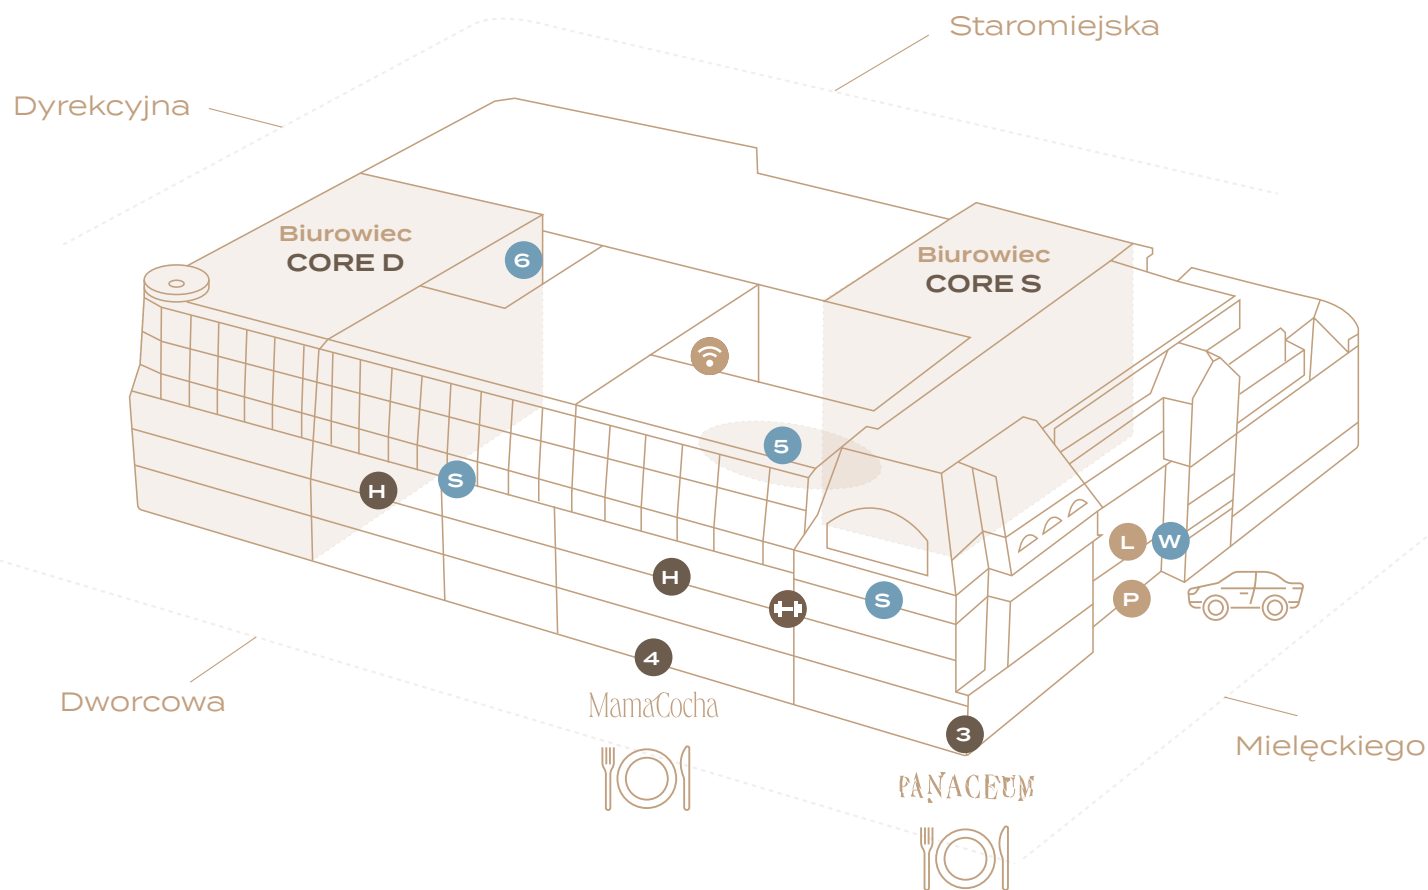 Staromiejska
Dyrekcyjna
Biurowiec
CORE D
6
Biurowiec
CORE S
5
H
S
H
S
L
W
P
4
MamaCocha
3
PANACEUM
Dworcowa
Mielęckiego